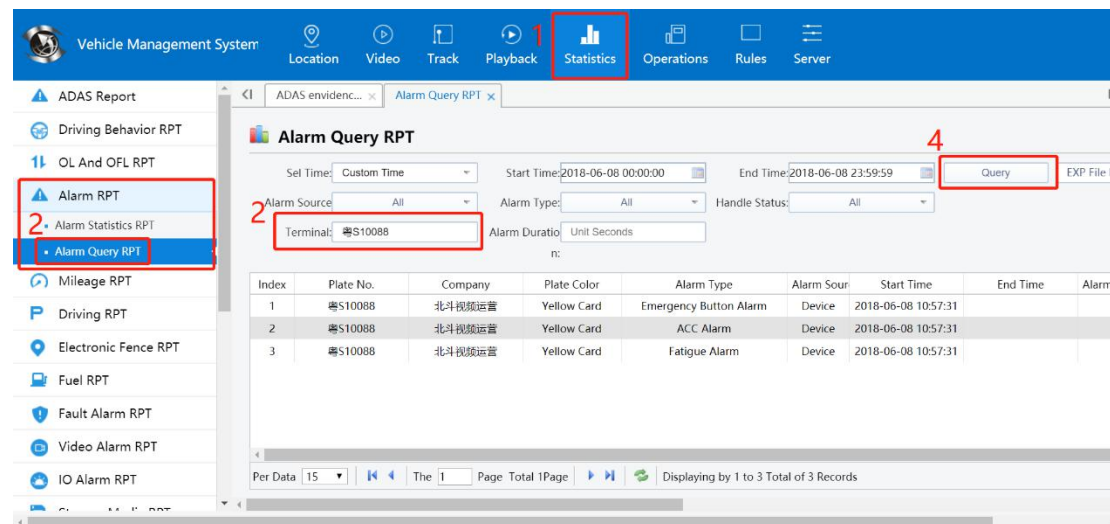 Vehicle Management System
Location Video Track Playback 1 Statistics Operations Rules Server
ADAS Report
Driving Behavior RPT
OL And OFL RPT
Alarm RPT
2 Alarm Statistics RPT
Alarm Query RPT
Mileage RPT
Driving RPT
Electronic Fence RPT
Fuel RPT
Fault Alarm RPT
Video Alarm RPT
IO Alarm RPT
ADAS envidenc... × Alarm Query RPT ×
Alarm Query RPT
4
Sel Time: Custom Time Start Time: 2018-06-08 00:00:00 End Time: 2018-06-08 23:59:59 Query EXP File
2 Alarm Source All Alarm Type: All Handle Status: All
Terminal: 粤S10088 Alarm Duration: Unit Seconds
Index Plate No. Company Plate Color Alarm Type Alarm Sour Start Time End Time Alarm
1 粤S10088 北斗视频运营 Yellow Card Emergency Button Alarm Device 2018-06-08 10:57:31
2 粤S10088 北斗视频运营 Yellow Card ACC Alarm Device 2018-06-08 10:57:31
3 粤S10088 北斗视频运营 Yellow Card Fatigue Alarm Device 2018-06-08 10:57:31
Per Data 15 The 1 Page Total 1Page Displaying by 1 to 3 Total of 3 Records